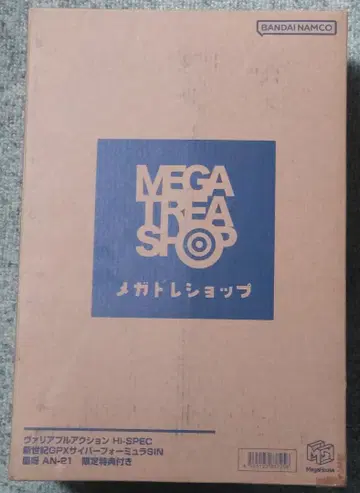 BANDAI NAMCO
MEGA
TREA
SHOP
メガトレショップ
ヴァリアブルアクション Hi-SPEC
新世紀GPXサイバーフォーミュラSIN
凰呀 AN-21 限定特典付き
MegaHouse